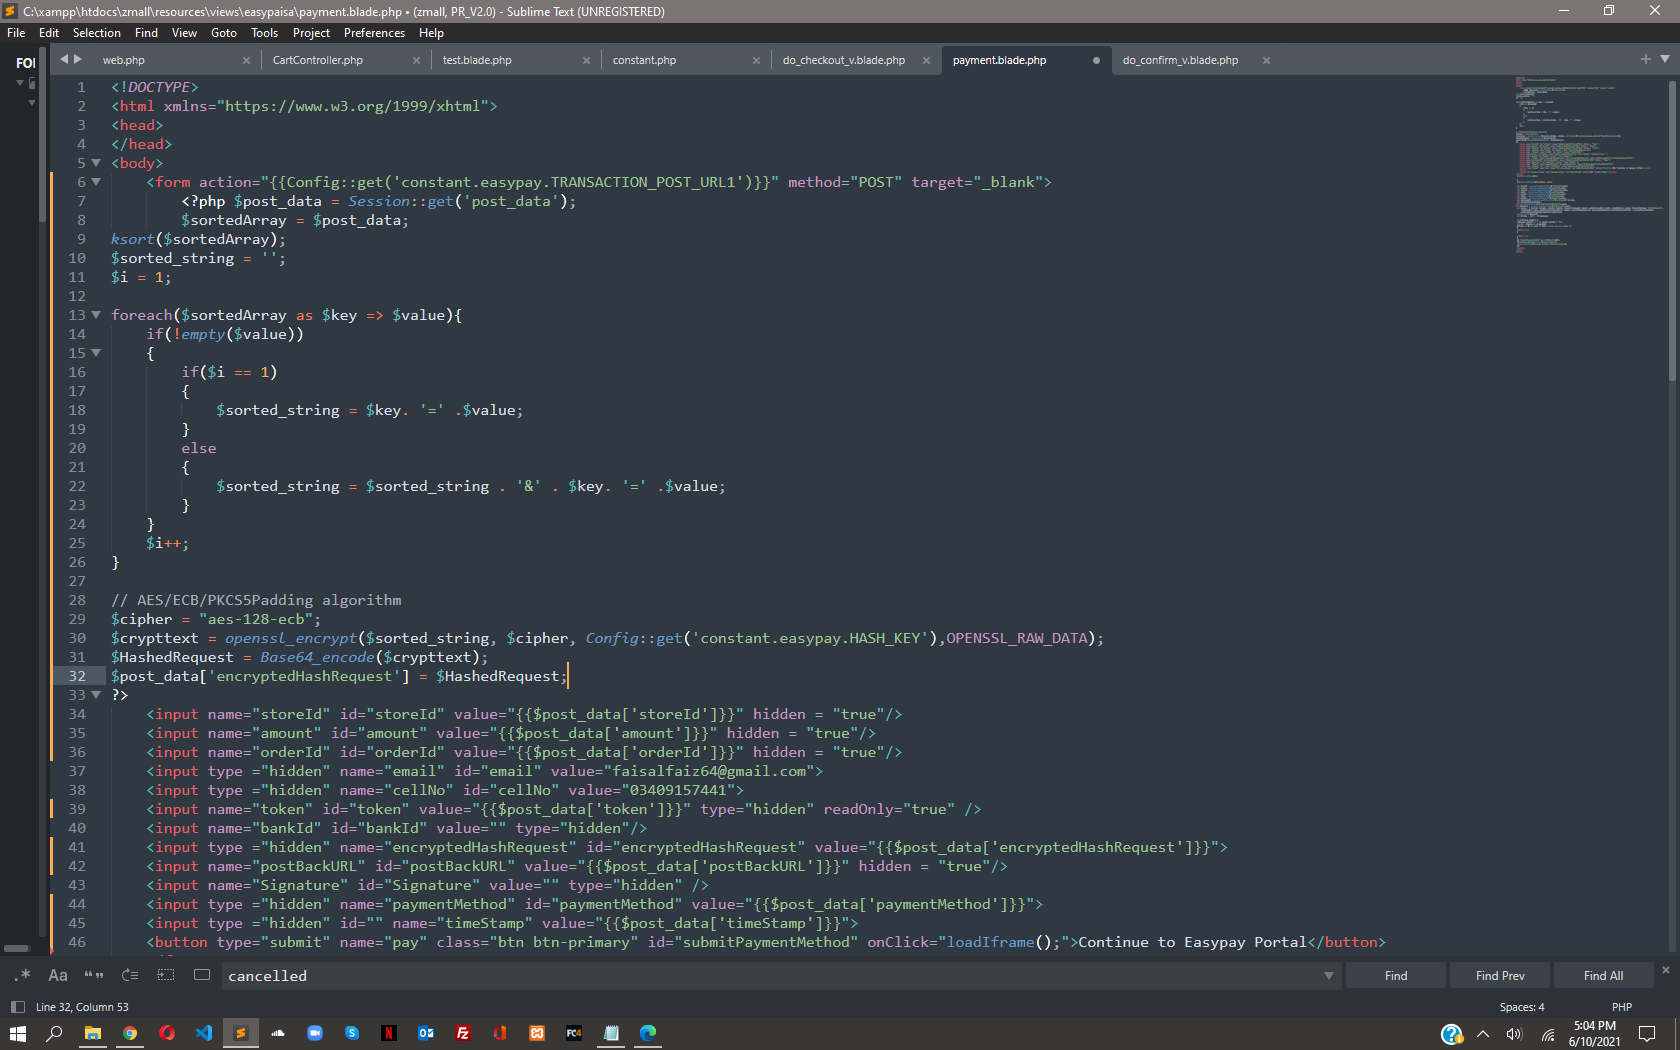 C:\xampp\htdocs\zmall\resources\views\easypaisa\payment.blade.php • (zmall, PR_V2.0) - Sublime Text (UNREGISTERED)
File Edit Selection Find View Goto Tools Project Preferences Help
FOI
web.php CartController.php test.blade.php constant.php do_checkout_v.blade.php payment.blade.php do_confirm_v.blade.php
1 <!DOCTYPE>
2 <html xmlns="https://www.w3.org/1999/xhtml">
3 <head>
4 </head>
5 <body>
6 <form action="{{Config::get('constant.easypay.TRANSACTION_POST_URL1')}}" method="POST" target="_blank">
7 <?php $post_data = Session::get('post_data');
8 $sortedArray = $post_data;
9 ksort($sortedArray);
10 $sorted_string = '';
11 $i = 1;
12
13 foreach($sortedArray as $key => $value){
14 if(!empty($value))
15 {
16 if($i == 1)
17 {
18 $sorted_string = $key. '=' .$value;
19 }
20 else
21 {
22 $sorted_string = $sorted_string . '&' . $key. '=' .$value;
23 }
24 }
25 $i++;
26 }
27
28 // AES/ECB/PKCS5Padding algorithm
29 $cipher = "aes-128-ecb";
30 $crypttext = openssl_encrypt($sorted_string, $cipher, Config::get('constant.easypay.HASH_KEY'),OPENSSL_RAW_DATA);
31 $HashedRequest = Base64_encode($crypttext);
32 $post_data['encryptedHashRequest'] = $HashedRequest;
33 ?>
34 <input name="storeId" id="storeId" value="{{$post_data['storeId']}}" hidden = "true"/>
35 <input name="amount" id="amount" value="{{$post_data['amount']}}" hidden = "true"/>
36 <input name="orderId" id="orderId" value="{{$post_data['orderId']}}" hidden = "true"/>
37 <input type ="hidden" name="email" id="email" value="faisalfaiz64@gmail.com">
38 <input type ="hidden" name="cellNo" id="cellNo" value="03409157441">
39 <input name="token" id="token" value="{{$post_data['token']}}" type="hidden" readOnly="true" />
40 <input name="bankId" id="bankId" value="" type="hidden"/>
41 <input type ="hidden" name="encryptedHashRequest" id="encryptedHashRequest" value="{{$post_data['encryptedHashRequest']}}">
42 <input name="postBackURL" id="postBackURL" value="{{$post_data['postBackURL']}}" hidden = "true"/>
43 <input name="Signature" id="Signature" value="" type="hidden" />
44 <input type ="hidden" name="paymentMethod" id="paymentMethod" value="{{$post_data['paymentMethod']}}">
45 <input type ="hidden" id="" name="timeStamp" value="{{$post_data['timeStamp']}}">
46 <button type="submit" name="pay" class="btn btn-primary" id="submitPaymentMethod" onClick="loadIframe();">Continue to Easypay Portal</button>
.* Aa “” cancelled Find Find Prev Find All
Line 32, Column 53 Spaces: 4 PHP
5:04 PM
6/10/2021